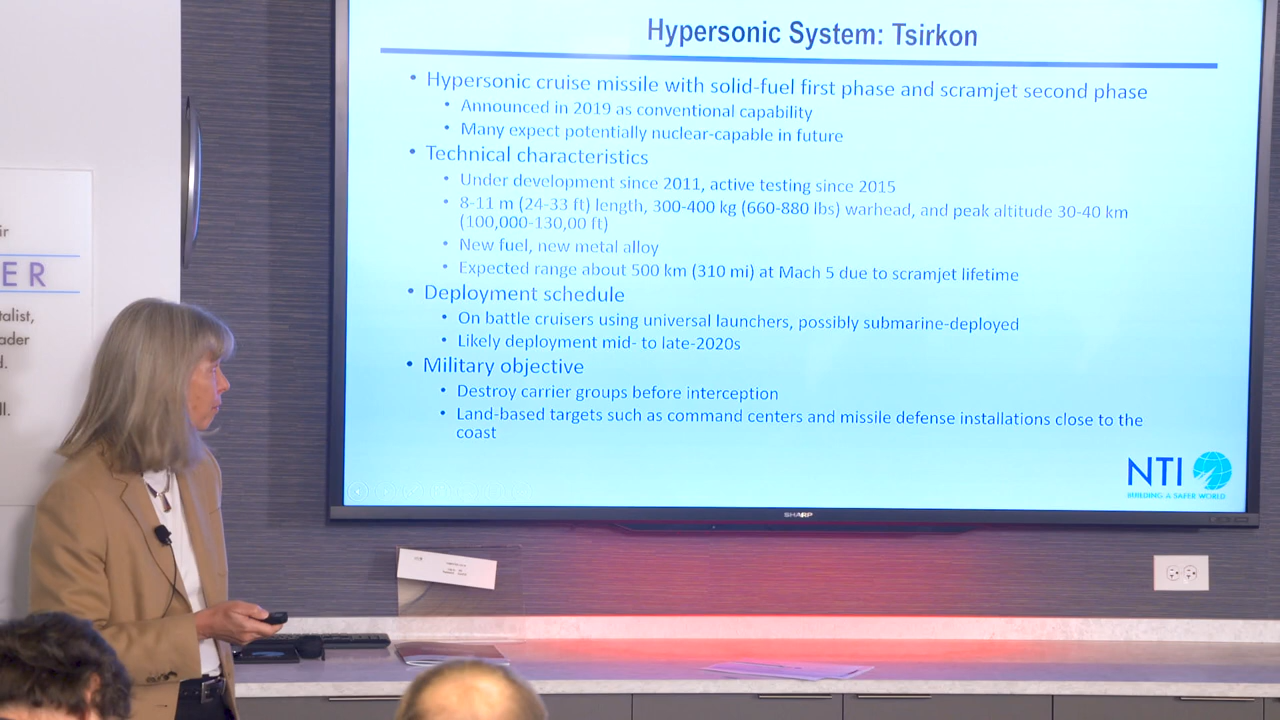 Hypersonic System: Tsirkon
• Hypersonic cruise missile with solid-fuel first phase and scramjet second phase
• Announced in 2019 as conventional capability
• Many expect potentially nuclear-capable in future
• Technical characteristics
• Under development since 2011, active testing since 2015
• 8-11 m (24-33 ft) length, 300-400 kg (660-880 lbs) warhead, and peak altitude 30-40 km
(100,000-130,00 ft)
• New fuel, new metal alloy
• Expected range about 500 km (310 mi) at Mach 5 due to scramjet lifetime
• Deployment schedule
• On battle cruisers using universal launchers, possibly submarine-deployed
• Likely deployment mid- to late-2020s
• Military objective
• Destroy carrier groups before interception
• Land-based targets such as command centers and missile defense installations close to the
coast
NTI
BUILDING A SAFER WORLD
SHARP
ir
ER
talist,
ader
d.
ll.